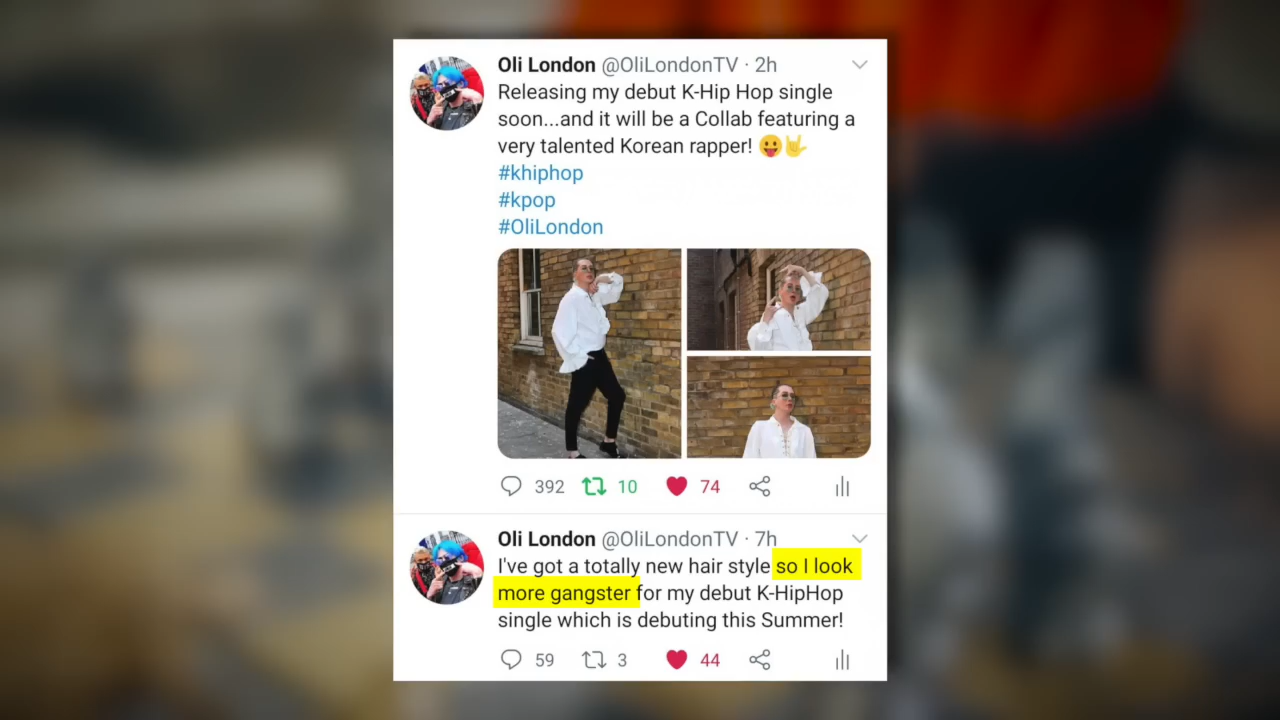 Oli London @OliLondonTV · 2h
Releasing my debut K-Hip Hop single
soon...and it will be a Collab featuring a
very talented Korean rapper! 😛🤟
#khiphop
#kpop
#OliLondon
392 10 74
Oli London @OliLondonTV · 7h
I've got a totally new hair style so I look
more gangster for my debut K-HipHop
single which is debuting this Summer!
59 3 44